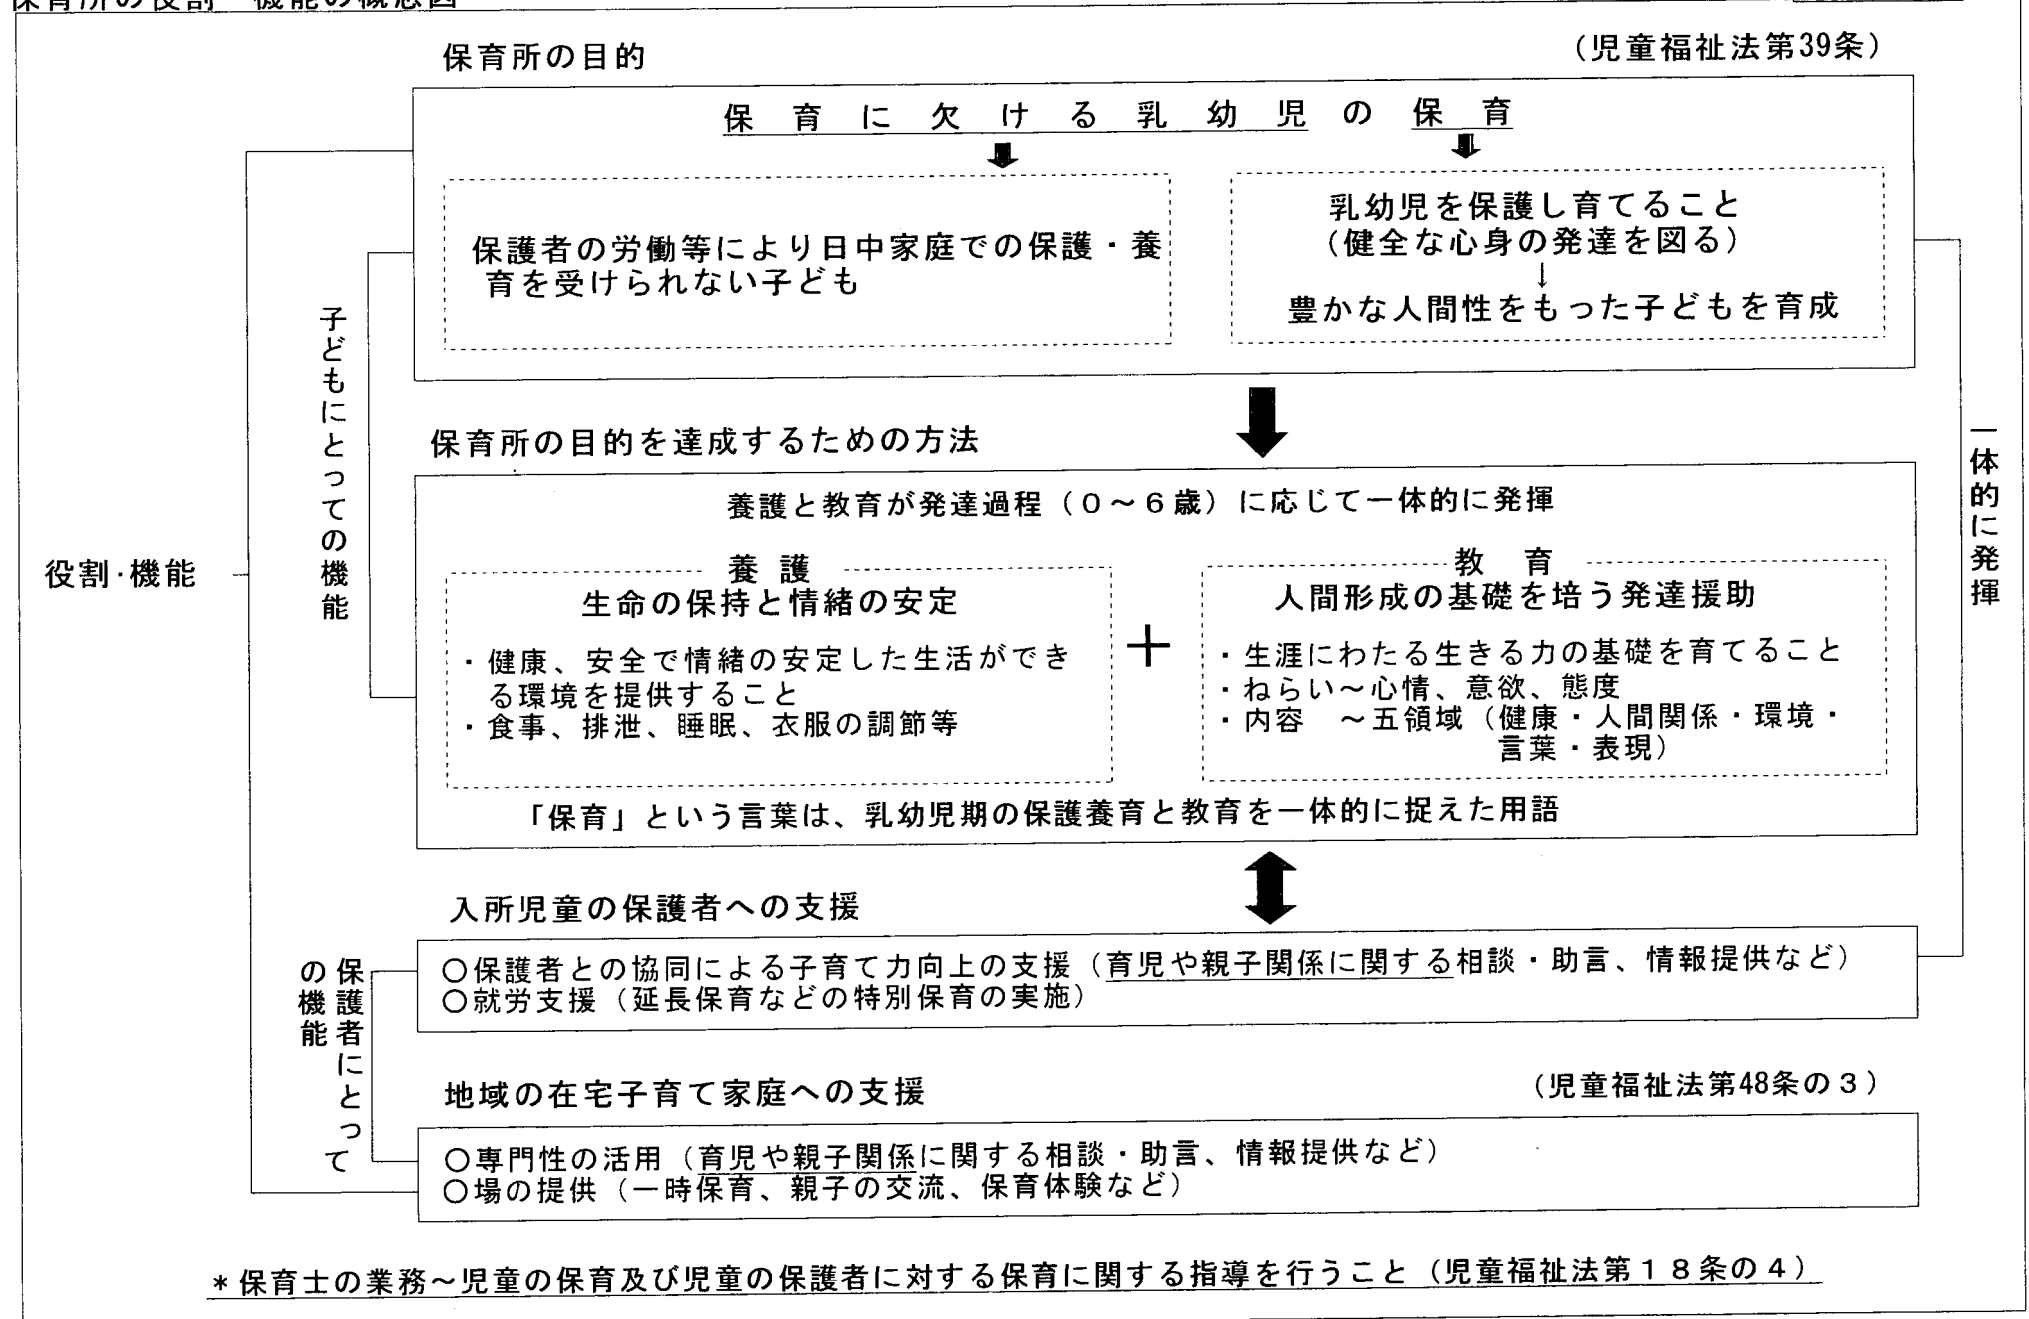 保育所の役割・機能の概念図
保育所の目的
（児童福祉法第39条）
保育に欠ける乳幼児の保育
保護者の労働等により日中家庭での保護・養
育を受けられない子ども
乳幼児を保護し育てること
（健全な心身の発達を図る）
↓
豊かな人間性をもった子どもを育成
子どもにとっての機能
保育所の目的を達成するための方法
養護と教育が発達過程（０～６歳）に応じて一体的に発揮
一体的に発揮
役割・機能
養護
生命の保持と情緒の安定
・健康、安全で情緒の安定した生活ができ
る環境を提供すること
・食事、排泄、睡眠、衣服の調節等
＋
教育
人間形成の基礎を培う発達援助
・生涯にわたる生きる力の基礎を育てること
・ねらい～心情、意欲、態度
・内容　～五領域（健康・人間関係・環境・
言葉・表現）
「保育」という言葉は、乳幼児期の保護養育と教育を一体的に捉えた用語
入所児童の保護者への支援
保護者にとって
の機能
○保護者との協同による子育て力向上の支援（育児や親子関係に関する相談・助言、情報提供など）
○就労支援（延長保育などの特別保育の実施）
地域の在宅子育て家庭への支援
（児童福祉法第48条の３）
○専門性の活用（育児や親子関係に関する相談・助言、情報提供など）
○場の提供（一時保育、親子の交流、保育体験など）
＊保育士の業務～児童の保育及び児童の保護者に対する保育に関する指導を行うこと（児童福祉法第１８条の４）